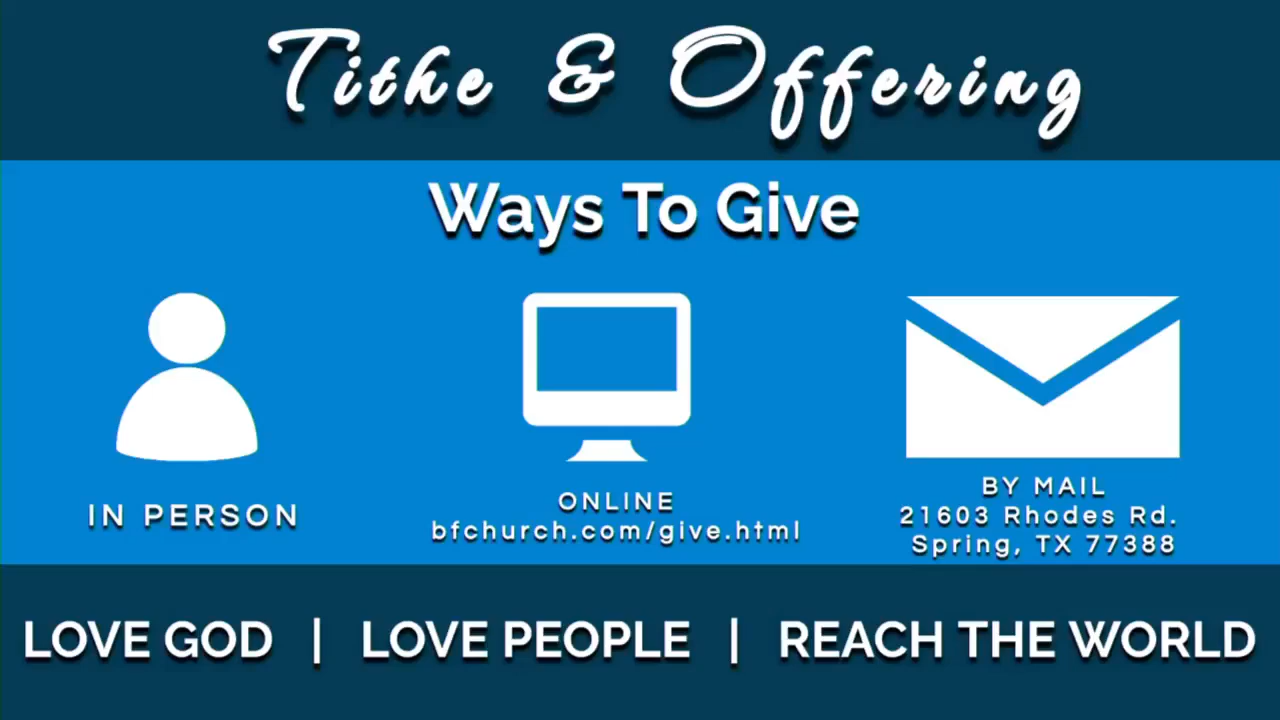 Tithe & Offering
Ways To Give
IN PERSON
ONLINE
bfchurch.com/give.html
BY MAIL
21603 Rhodes Rd.
Spring, TX 77388
LOVE GOD | LOVE PEOPLE | REACH THE WORLD